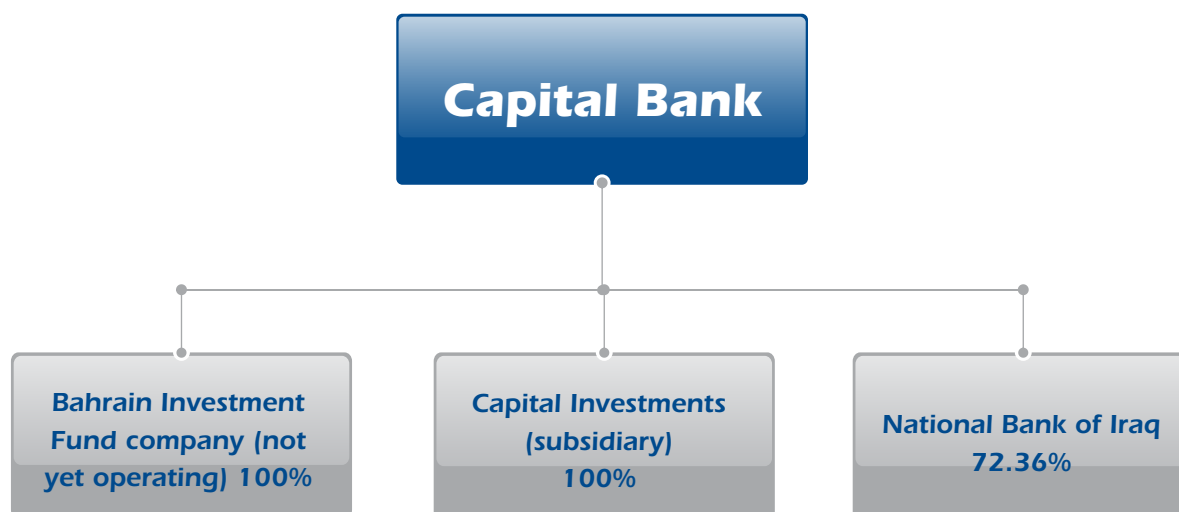 Capital Bank
Bahrain Investment
Fund company (not
yet operating) 100%
Capital Investments
(subsidiary)
100%
National Bank of Iraq
72.36%